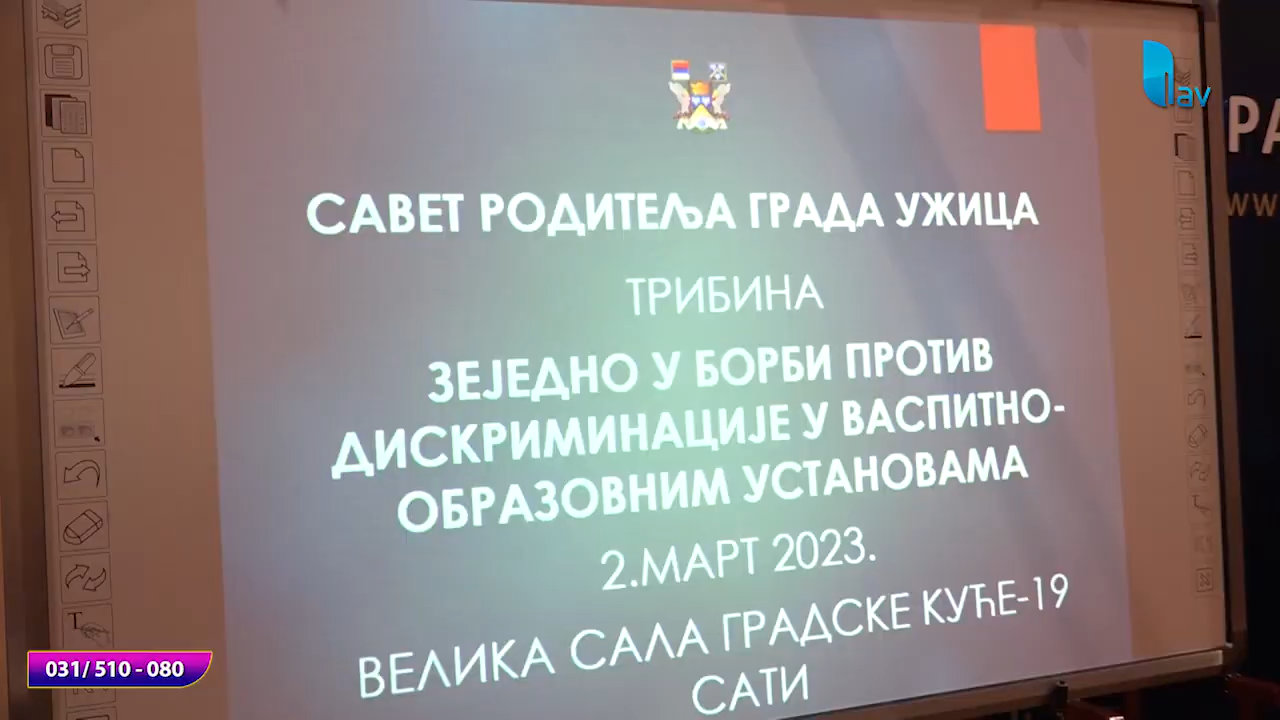 САВЕТ РОДИТЕЉА ГРАДА УЖИЦА
ТРИБИНА
ЗЕЈЕДНО У БОРБИ ПРОТИВ
ДИСКРИМИНАЦИЈЕ У ВАСПИТНО-
ОБРАЗОВНИМ УСТАНОВАМА
2.МАРТ 2023.
ВЕЛИКА САЛА ГРАДСКЕ КУЋЕ-19
САТИ
031/ 510 - 080